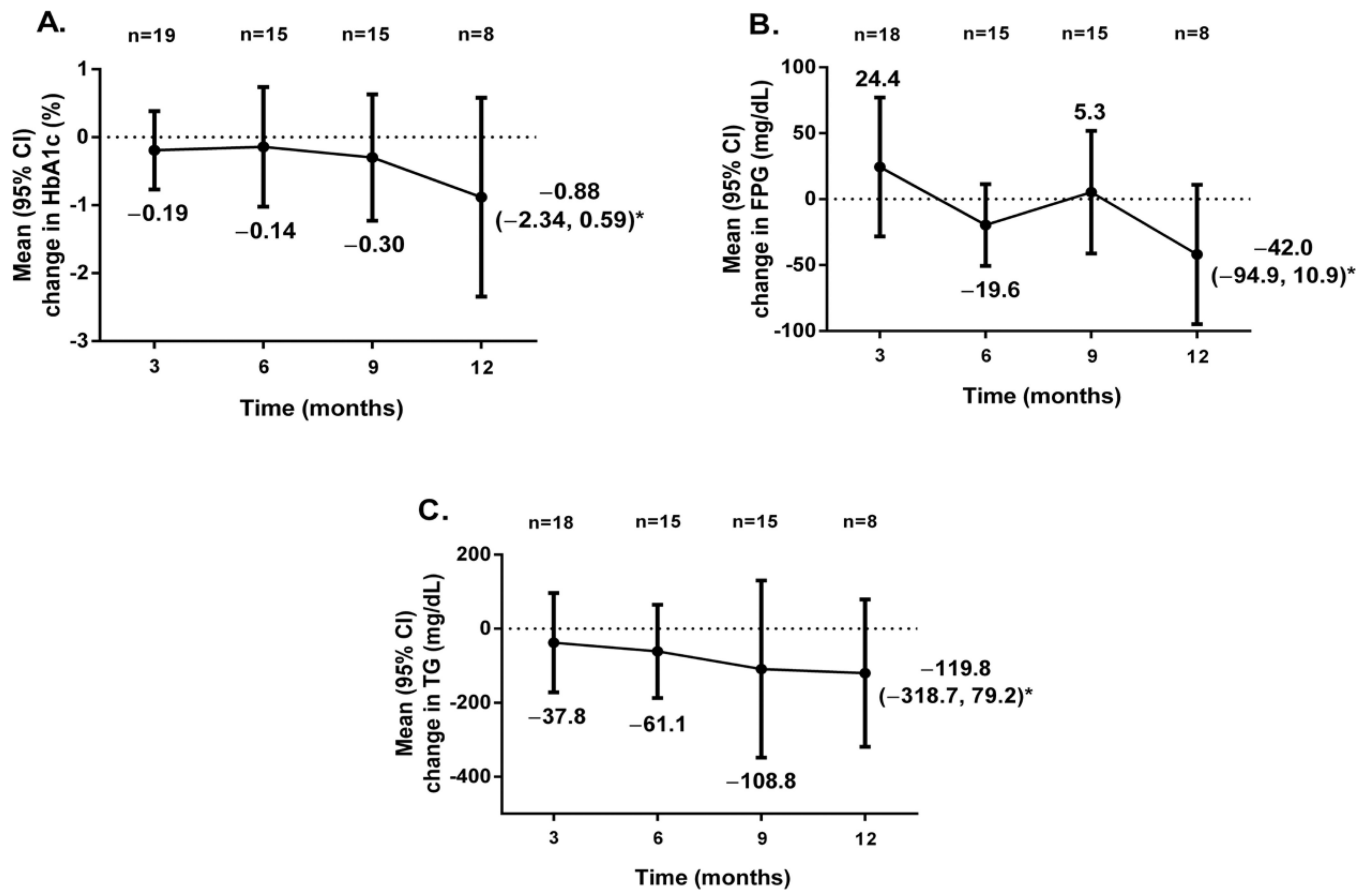 A.
n=19 n=15 n=15 n=8
Mean (95% CI)
change in HbA1c (%)
1
0
-1
-2
-3
−0.19
−0.14
−0.30
−0.88
(−2.34, 0.59)*
3 6 9 12
Time (months)
B.
n=18 n=15 n=15 n=8
Mean (95% CI)
change in FPG (mg/dL)
100
50
0
-50
-100
24.4
−19.6
5.3
−42.0
(−94.9, 10.9)*
3 6 9 12
Time (months)
C.
n=18 n=15 n=15 n=8
Mean (95% CI)
change in TG (mg/dL)
200
0
-200
-400
−37.8
−61.1
−108.8
−119.8
(−318.7, 79.2)*
3 6 9 12
Time (months)